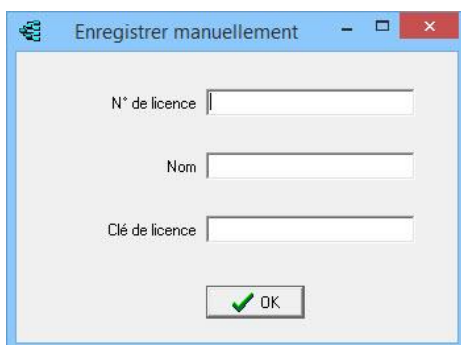 Enregistrer manuellement
N° de licence
Nom
Clé de licence
OK